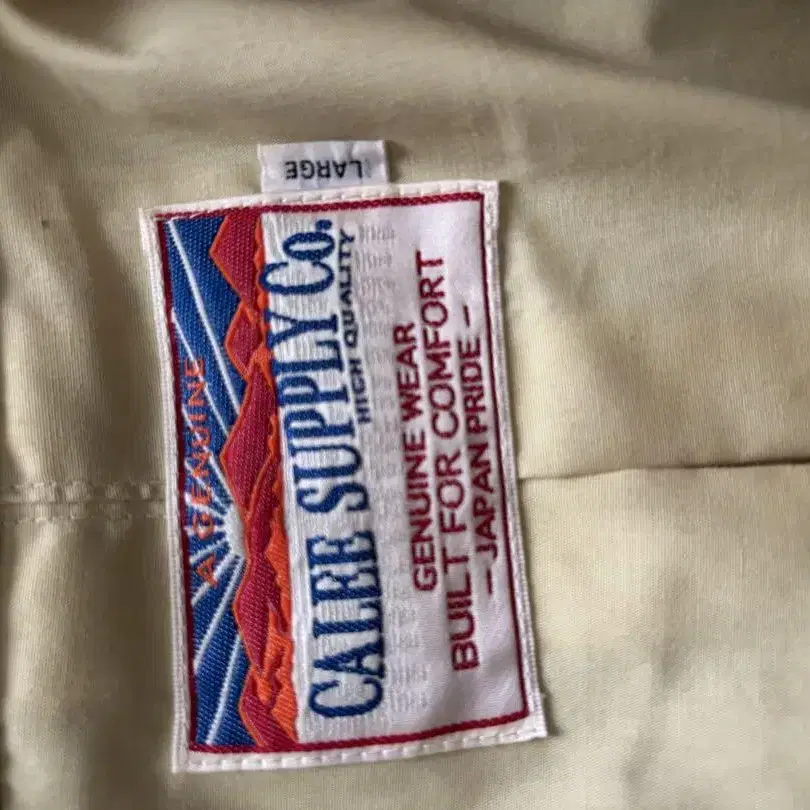 LARGE
A GENUINE
CALEE SUPPLY Co.
HIGH QUALITY
GENUINE WEAR
BUILT FOR COMFORT
- JAPAN PRIDE -